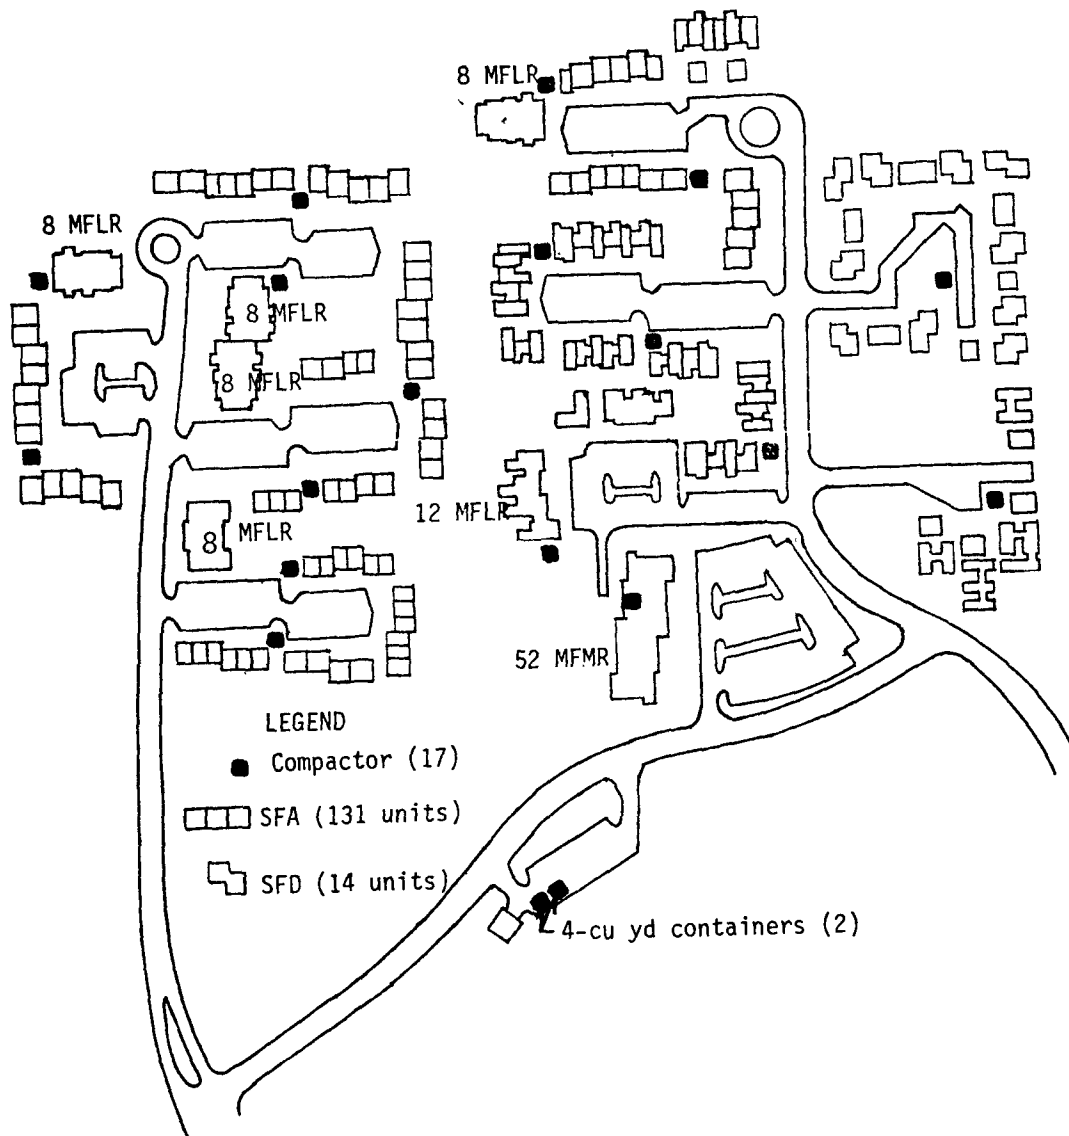 8 MFLR
8 MFLR
8 MFLR
8 MFLR
8 MFLR
12 MFLR
52 MFMR
LEGEND
Compactor (17)
SFA (131 units)
SFD (14 units)
4-cu yd containers (2)